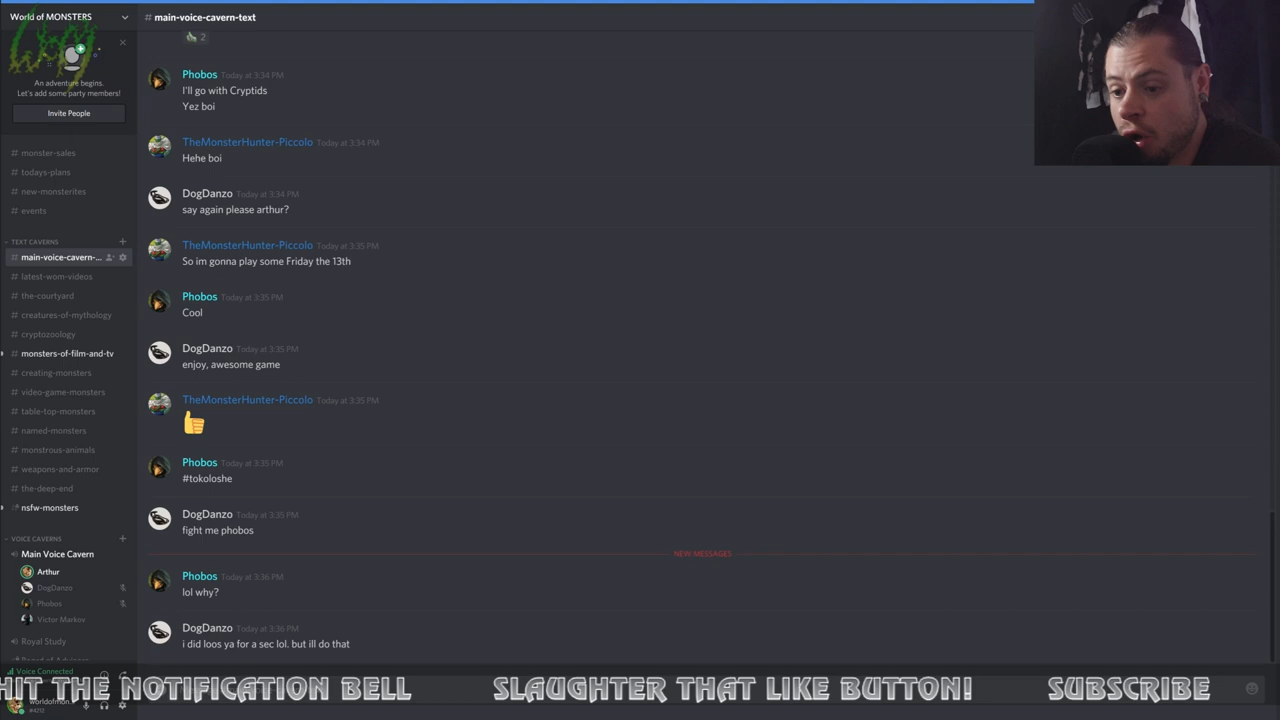 World of MONSTERS
An adventure begins.
Let's add some party members!
Invite People
# monster-sales
# todays-plans
# new-monsterites
# events
TEXT CAVERNS
# main-voice-cavern-...
# latest-wom-videos
# the-courtyard
# creatures-of-mythology
# cryptozoology
# monsters-of-film-and-tv
# creating-monsters
# video-game-monsters
# table-top-monsters
# named-monsters
# monstrous-animals
# weapons-and-armor
# the-deep-end
nsfw-monsters
VOICE CAVERNS
Main Voice Cavern
Arthur
DogDanzo
Phobos
Victor Markov
Royal Study
Voice Connected
worldofmon...
#4212
# main-voice-cavern-text
2
Phobos Today at 3:34 PM
I'll go with Cryptids
Yez boi
TheMonsterHunter-Piccolo Today at 3:34 PM
Hehe boi
DogDanzo Today at 3:34 PM
say again please arthur?
TheMonsterHunter-Piccolo Today at 3:35 PM
So im gonna play some Friday the 13th
Phobos Today at 3:35 PM
Cool
DogDanzo Today at 3:35 PM
enjoy, awesome game
TheMonsterHunter-Piccolo Today at 3:35 PM
Phobos Today at 3:35 PM
#tokoloshe
DogDanzo Today at 3:35 PM
fight me phobos
NEW MESSAGES
Phobos Today at 3:36 PM
lol why?
DogDanzo Today at 3:36 PM
i did loos ya for a sec lol. but ill do that
HIT THE NOTIFICATION BELL SLAUGHTER THAT LIKE BUTTON! SUBSCRIBE